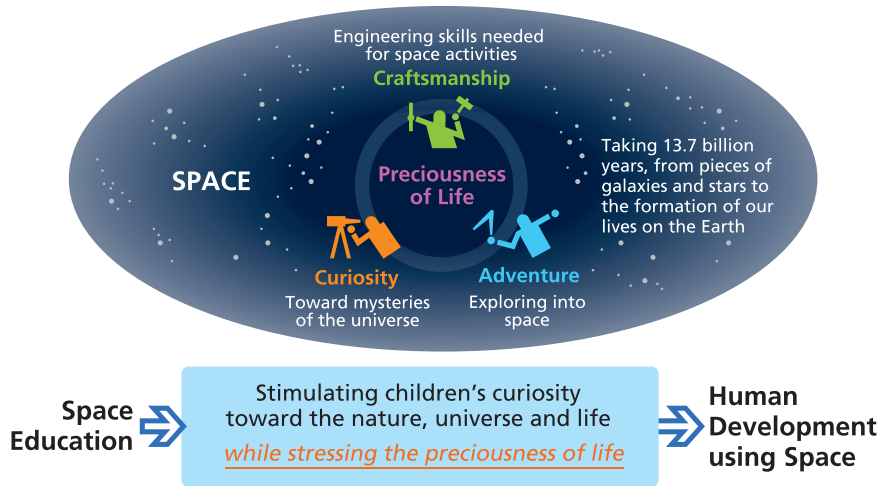 Engineering skills needed
for space activities
Craftsmanship
SPACE
Preciousness
of Life
Taking 13.7 billion
years, from pieces of
galaxies and stars to
the formation of our
lives on the Earth
Curiosity
Toward mysteries
of the universe
Adventure
Exploring into
space
Space
Education
Stimulating children’s curiosity
toward the nature, universe and life
while stressing the preciousness of life
Human
Development
using Space